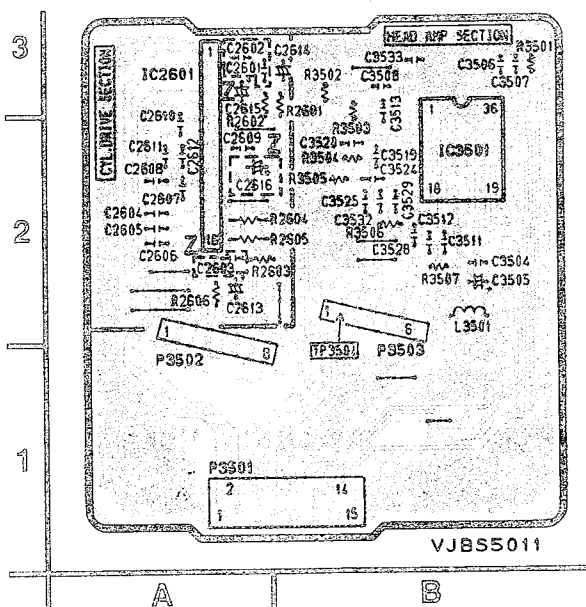 3
HEAD AMP SECTION
CYL.DRIVE SECTION
IC2601
1
C2602
C2614
C2601
C3533
C3506
R3501
C3507
R3502
C3508
C2615
R2602
R2601
C3513
C2610
R3503
1
36
C2609
C3520
IC3501
C2611
C2612
R3504
C3519
C2608
C2616
R3505
C3524
18
19
C2607
C3525
C3529
C2604
R2604
C3532
C3512
2
C2605
R2605
R3506
C3511
C2606
C2603
R2603
C3528
C3504
R3507
C3505
R2606
C2613
L3501
1
8
6
P3502
TP3501
P3503
1
P3501
2
14
1
15
VJBS5011
A
B